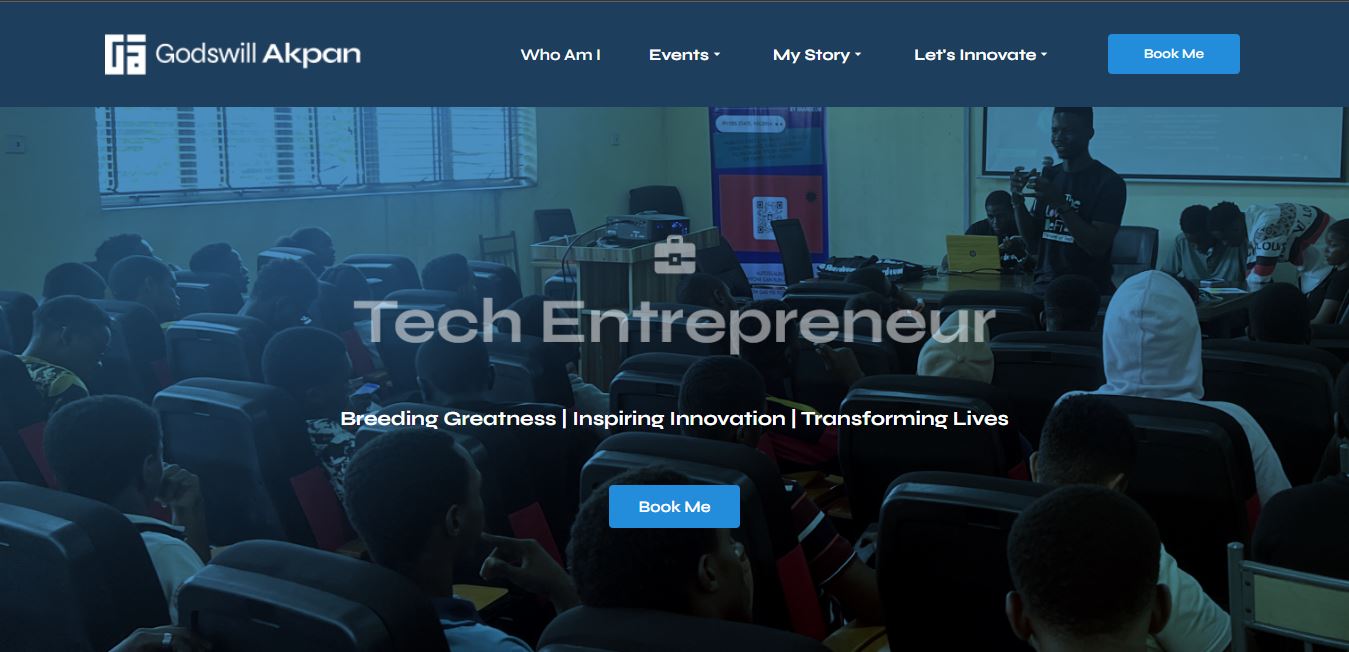 Godswill Akpan
Who Am I
Events
My Story
Let's Innovate
Book Me
Tech Entrepreneur
Breeding Greatness | Inspiring Innovation | Transforming Lives
Book Me